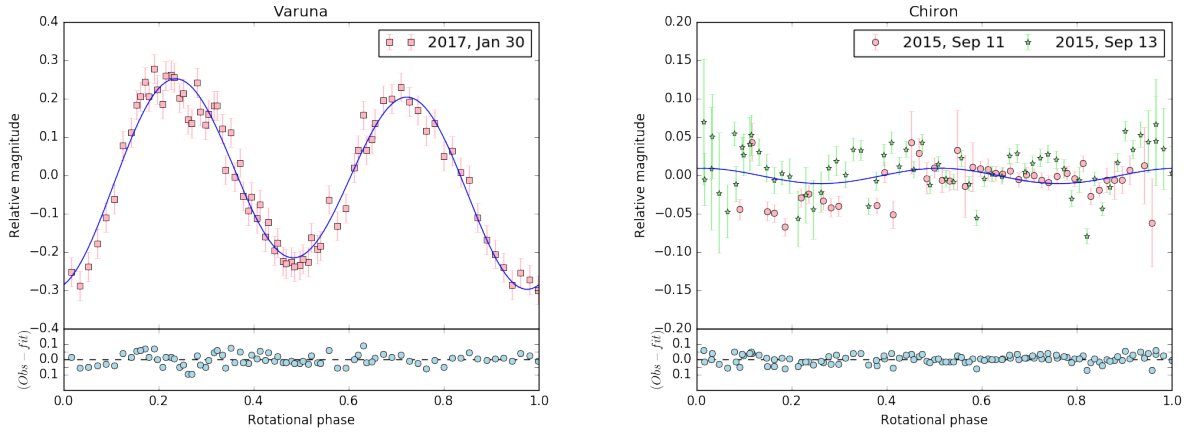 Varuna
2017, Jan 30
Relative magnitude
0.4
0.3
0.2
0.1
0.0
−0.1
−0.2
−0.3
−0.4
(Obs − fit)
0.1
0.0
0.1
0.0 0.2 0.4 0.6 0.8 1.0
Rotational phase
Chiron
2015, Sep 11 2015, Sep 13
Relative magnitude
0.20
0.15
0.10
0.05
0.00
−0.05
−0.10
−0.15
−0.20
(Obs − fit)
0.1
0.0
0.1
0.0 0.2 0.4 0.6 0.8 1.0
Rotational phase